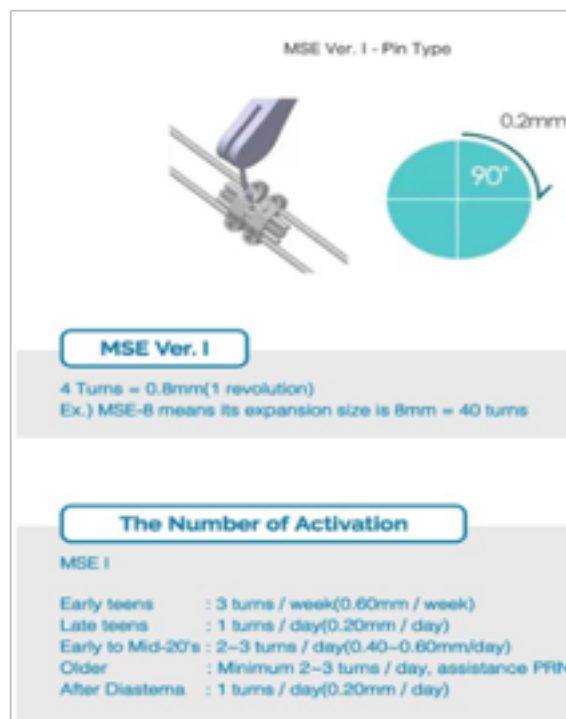 MSE Ver. I - Pin Type
0.2mm
90°
MSE Ver. I
4 Turns = 0.8mm(1 revolution)
Ex.) MSE-8 means its expansion size is 8mm = 40 turns
The Number of Activation
MSE I
Early teens : 3 turns / week(0.60mm / week)
Late teens : 1 turns / day(0.20mm / day)
Early to Mid-20's : 2~3 turns / day(0.40~0.60mm/day)
Older : Minimum 2~3 turns / day, assistance PRN
After Diastema : 1 turns / day(0.20mm / day)